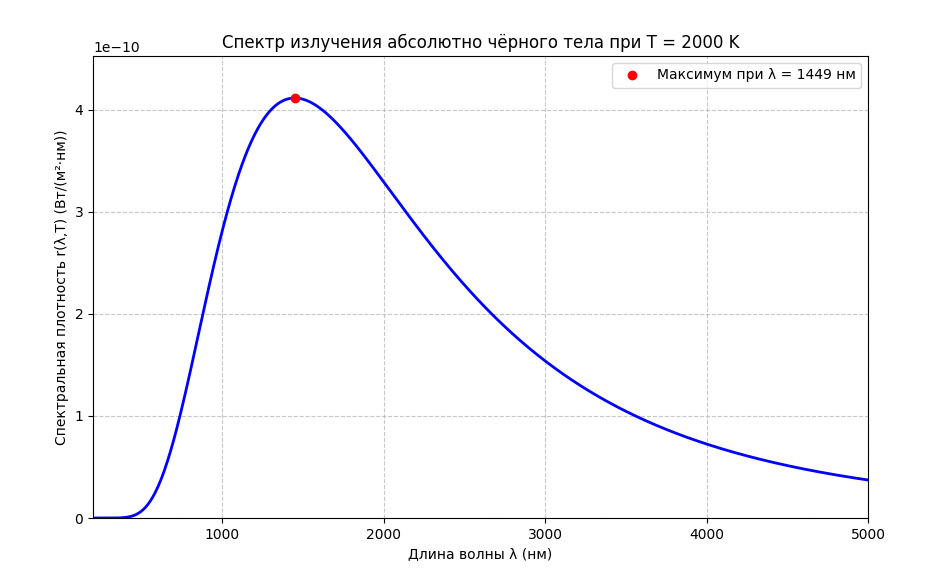 Спектр излучения абсолютно чёрного тела при T = 2000 K
1e−10
Максимум при λ = 1449 нм
4
3
2
1
0
Спектральная плотность r(λ,T) (Вт/(м²·нм))
1000 2000 3000 4000 5000
Длина волны λ (нм)